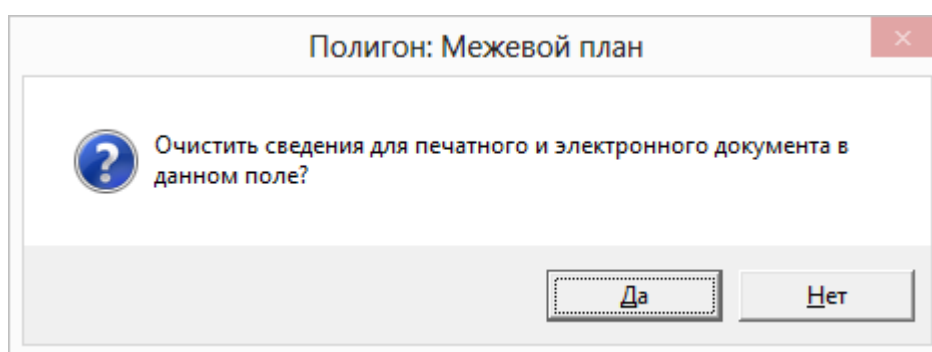 Полигон: Межевой план
Очистить сведения для печатного и электронного документа в
данном поле?
Да
Нет